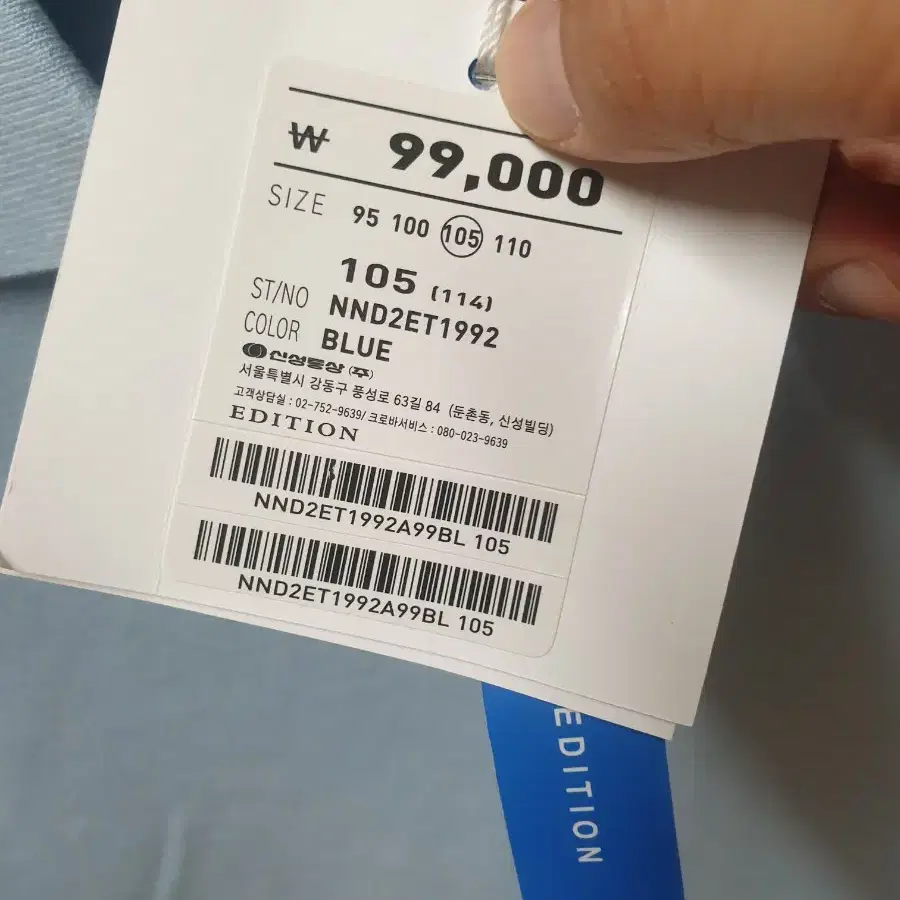 ₩ 99,000
SIZE 95 100 105 110
105 (114)
ST/NO NND2ET1992
COLOR BLUE
신성통상(주)
서울특별시 강동구 풍성로 63길 84 (둔촌동, 신성빌딩)
고객상담실 : 02-752-9639/ 크로바서비스 : 080-023-9639
EDITION
NND2ET1992A99BL 105
NND2ET1992A99BL 105
EDITION